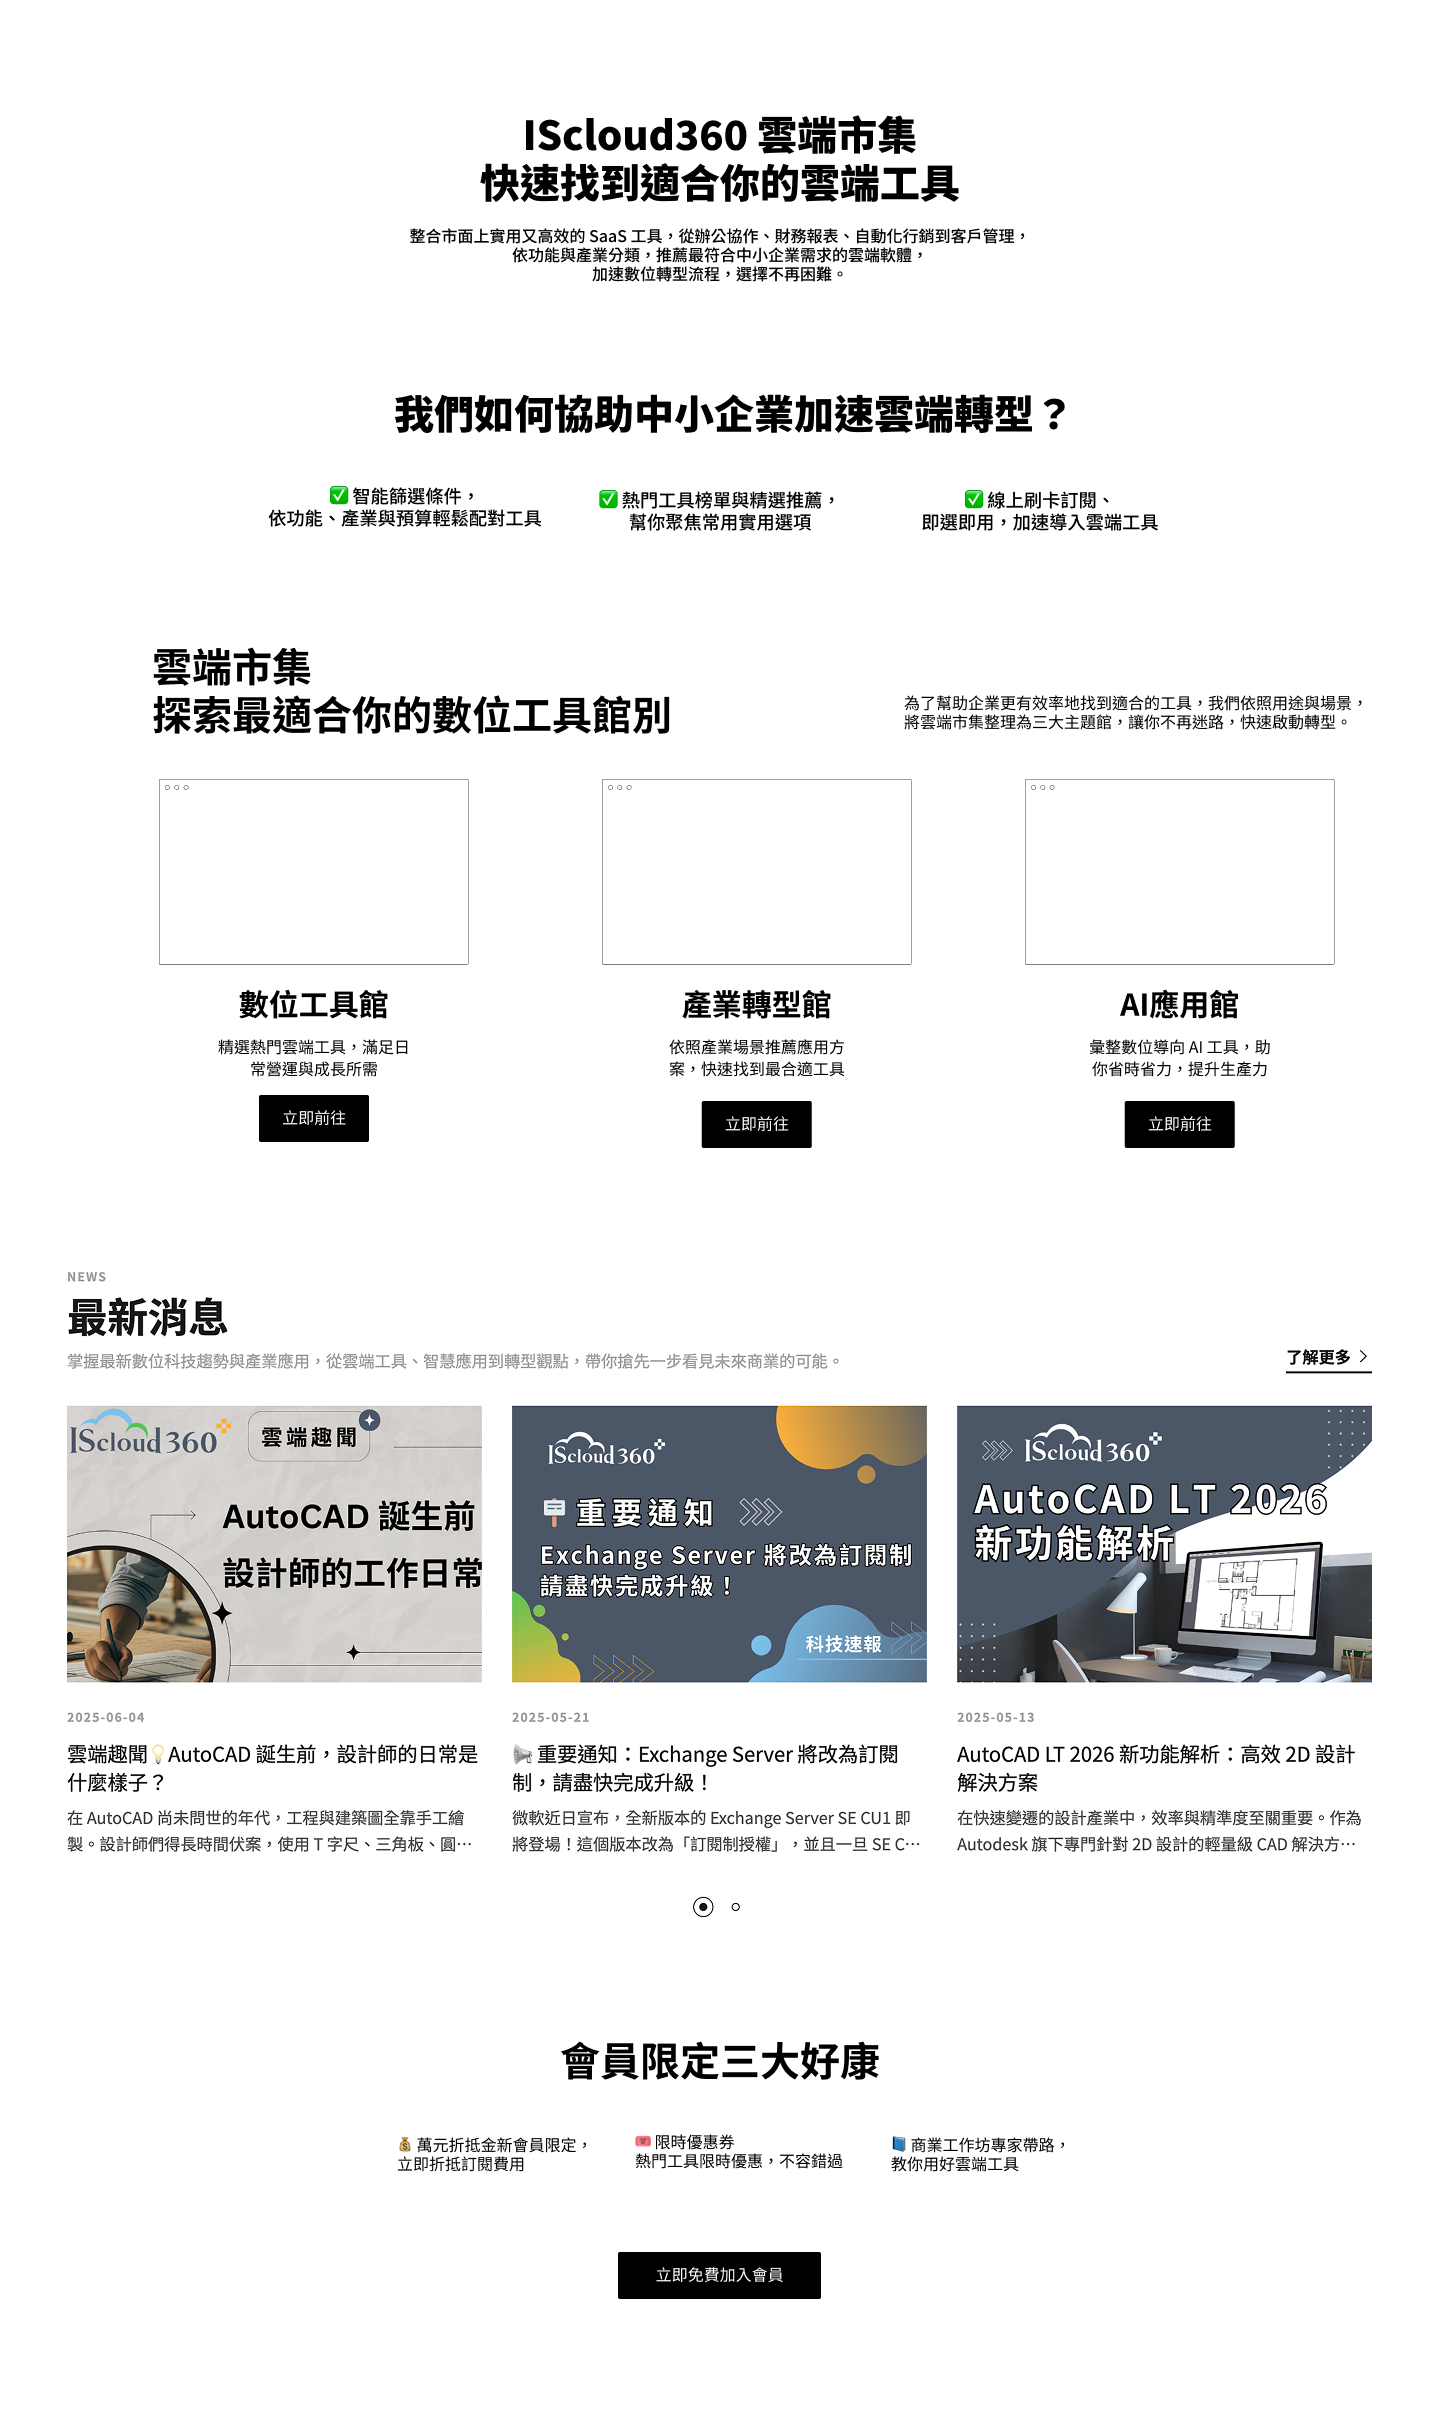 IScloud360 雲端市集
快速找到適合你的雲端工具
整合市面上實用又高效的 SaaS 工具，從辦公協作、財務報表、自動化行銷到客戶管理，
依功能與產業分類，推薦最符合中小企業需求的雲端軟體，
加速數位轉型流程，選擇不再困難。
我們如何協助中小企業加速雲端轉型？
✅ 智能篩選條件，
依功能、產業與預算輕鬆配對工具
✅ 熱門工具榜單與精選推薦，
幫你聚焦常用實用選項
✅ 線上刷卡訂閱、
即選即用，加速導入雲端工具
雲端市集
探索最適合你的數位工具館別
為了幫助企業更有效率地找到適合的工具，我們依照用途與場景，
將雲端市集整理為三大主題館，讓你不再迷路，快速啟動轉型。
數位工具館
精選熱門雲端工具，滿足日
常營運與成長所需
立即前往
產業轉型館
依照產業場景推薦應用方
案，快速找到最合適工具
立即前往
AI應用館
彙整數位導向 AI 工具，助
你省時省力，提升生產力
立即前往
NEWS
最新消息
掌握最新數位科技趨勢與產業應用，從雲端工具、智慧應用到轉型觀點，帶你搶先一步看見未來商業的可能。
了解更多
IScloud360
雲端趣聞
AutoCAD 誕生前
設計師的工作日常
2025-06-04
雲端趣聞💡AutoCAD 誕生前，設計師的日常是
什麼樣子？
在 AutoCAD 尚未問世的年代，工程與建築圖全靠手工繪
製。設計師們得長時間伏案，使用 T 字尺、三角板、圓…
IScloud360
重要通知
Exchange Server 將改為訂閱制
請盡快完成升級！
科技速報
2025-05-21
📢 重要通知：Exchange Server 將改為訂閱
制，請盡快完成升級！
微軟近日宣布，全新版本的 Exchange Server SE CU1 即
將登場！這個版本改為「訂閱制授權」，並且一旦 SE C…
IScloud360
AutoCAD LT 2026
新功能解析
2025-05-13
AutoCAD LT 2026 新功能解析：高效 2D 設計
解決方案
在快速變遷的設計產業中，效率與精準度至關重要。作為
Autodesk 旗下專門針對 2D 設計的輕量級 CAD 解決方…
會員限定三大好康
💰 萬元折抵金新會員限定，
立即折抵訂閱費用
🎟️ 限時優惠券
熱門工具限時優惠，不容錯過
📘 商業工作坊專家帶路，
教你用好雲端工具
立即免費加入會員